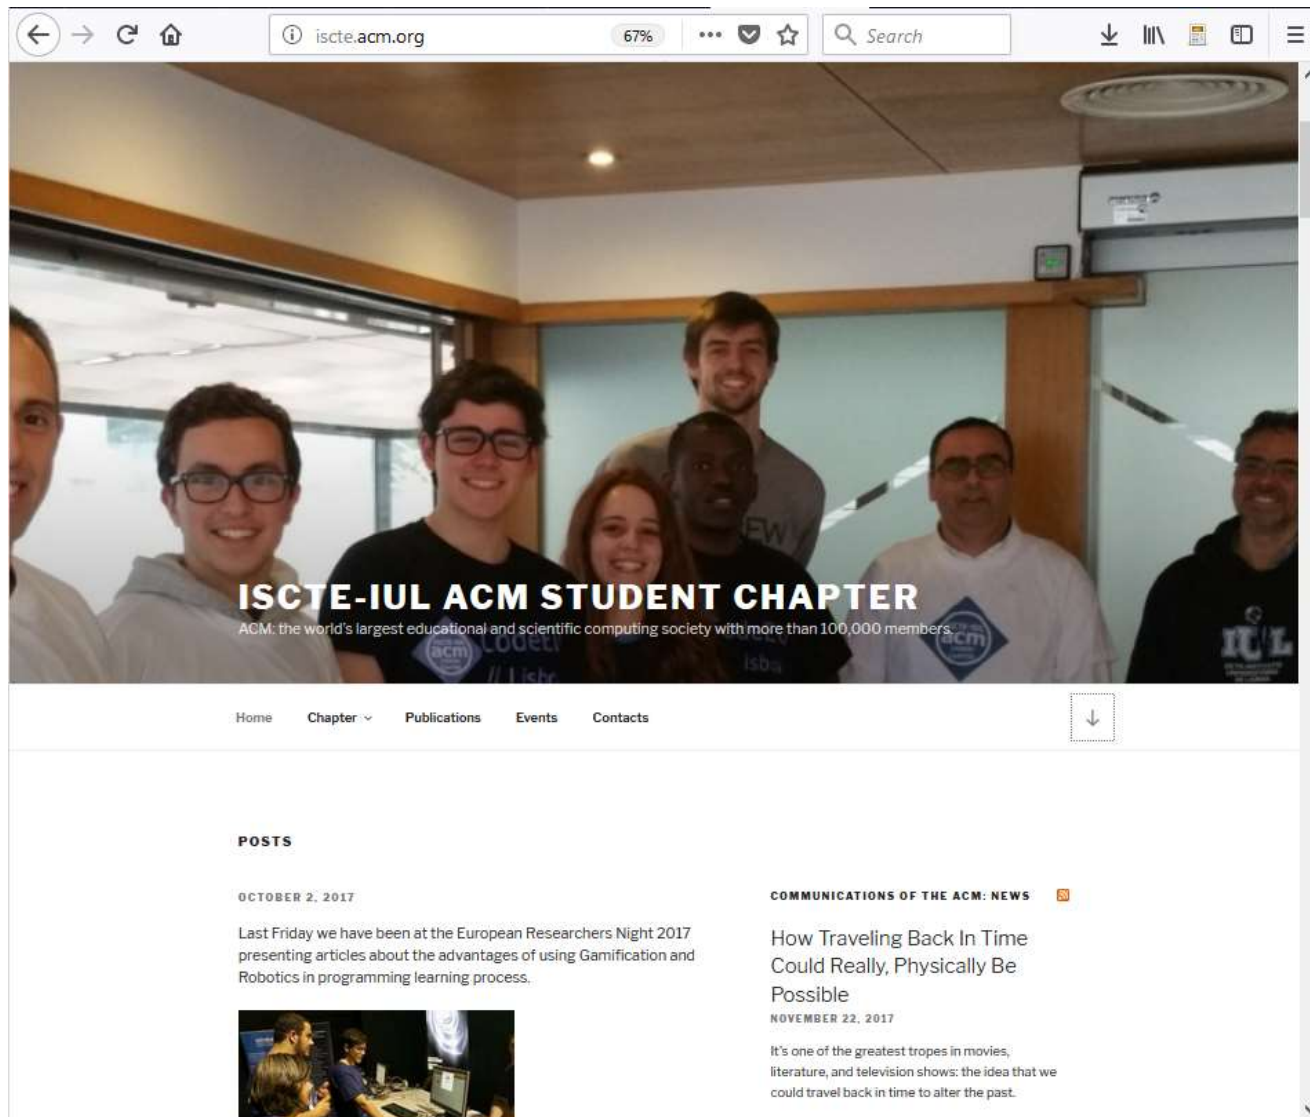 iscte.acm.org
67%
Search
EW
ISCTE-IUL ACM STUDENT CHAPTER
ACM: the world's largest educational and scientific computing society with more than 100,000 members.
acm
// Lisb
acm
Home
Chapter
Publications
Events
Contacts
POSTS
OCTOBER 2, 2017
Last Friday we have been at the European Researchers Night 2017
presenting articles about the advantages of using Gamification and
Robotics in programming learning process.
COMMUNICATIONS OF THE ACM: NEWS
How Traveling Back In Time
Could Really, Physically Be
Possible
NOVEMBER 22, 2017
It's one of the greatest tropes in movies,
literature, and television shows: the idea that we
could travel back in time to alter the past.